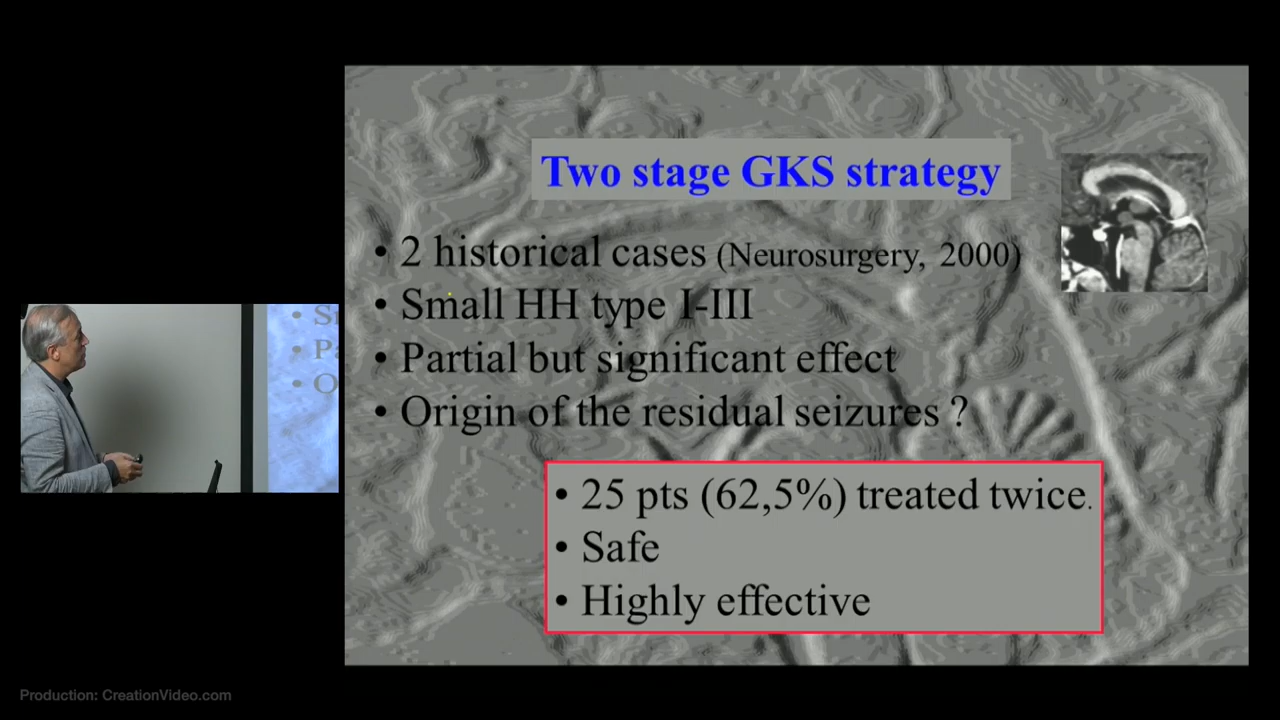 Two stage GKS strategy
• 2 historical cases (Neurosurgery, 2000)
• Small HH type I-III
• Partial but significant effect
• Origin of the residual seizures ?
• 25 pts (62,5%) treated twice.
• Safe
• Highly effective
• S
• P
• O
Production: CreationVideo.com